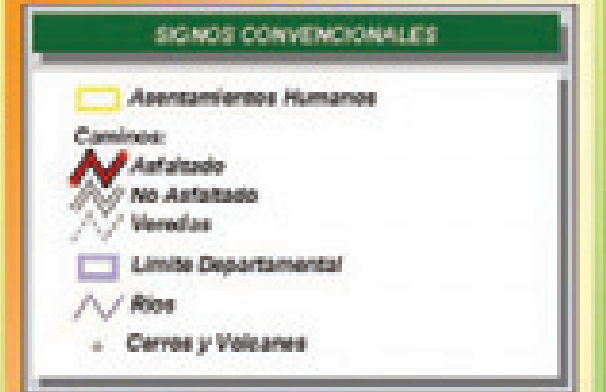 SIGNOS CONVENCIONALES
Asentamientos Humanos
Caminos:
Asfaltado
No Asfaltado
Veredas
Limite Departamental
Rios
Cerros y Volcanes